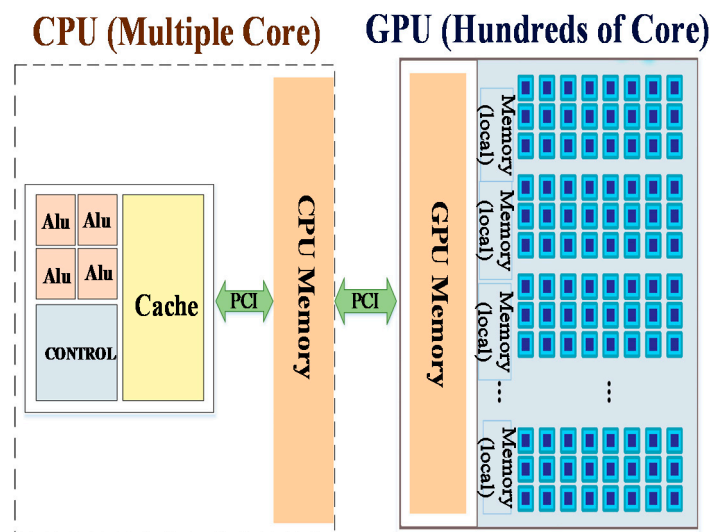 CPU (Multiple Core)
GPU (Hundreds of Core)
Alu
Alu
Alu
Alu
CONTROL
Cache
PCI
CPU Memory
PCI
GPU Memory
Memory
(local)
Memory
(local)
Memory
(local)
...
...
Memory
(local)